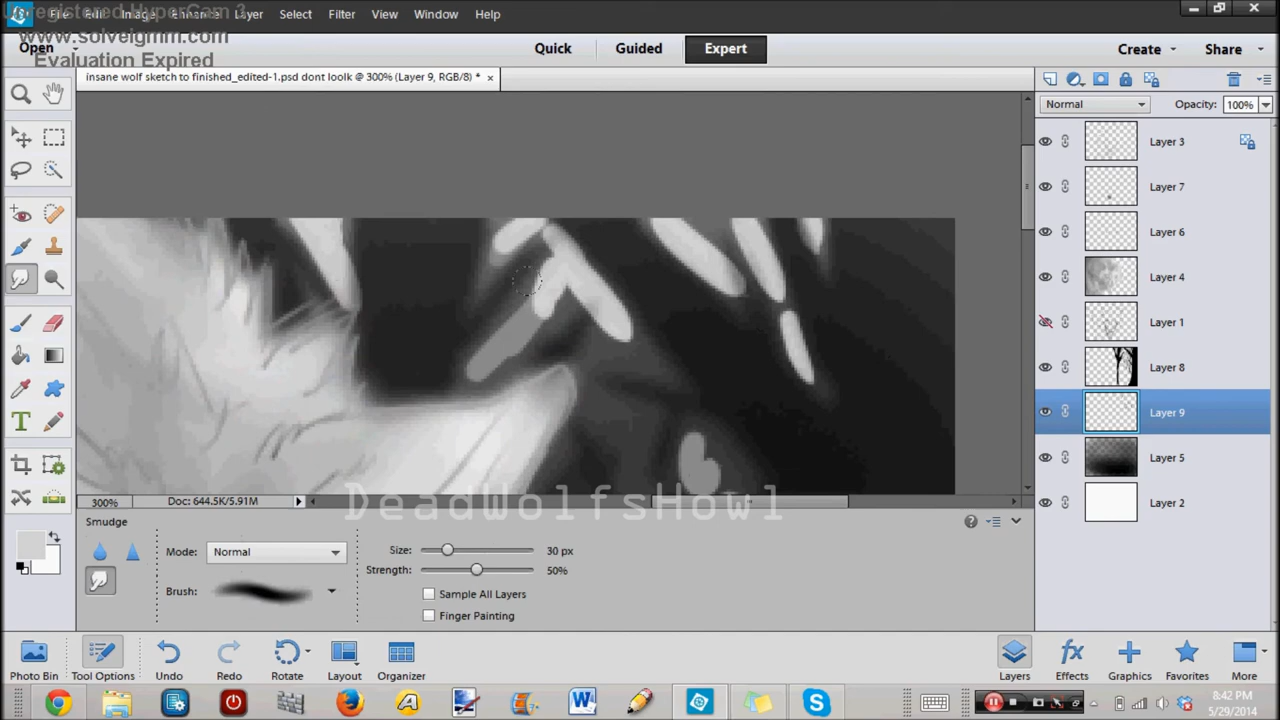 Unregistered HyperCam 3
www.solveigmm.com
Evaluation Expired
File Edit Image Enhance Layer Select Filter View Window Help
Open Quick Guided Expert Create Share
insane wolf sketch to finished_edited-1.psd dont loolk @ 300% (Layer 9, RGB/8) * ×
Normal Opacity: 100%
Layer 3
Layer 7
Layer 6
Layer 4
Layer 1
Layer 8
Layer 9
Layer 5
Layer 2
300% Doc: 644.5K/5.91M
DeadWolfsHowl
Smudge
Mode: Normal Size: 30 px
Strength: 50%
Brush: Sample All Layers
Finger Painting
Photo Bin Tool Options Undo Redo Rotate Layout Organizer Layers Effects Graphics Favorites More
8:42 PM
5/29/2014